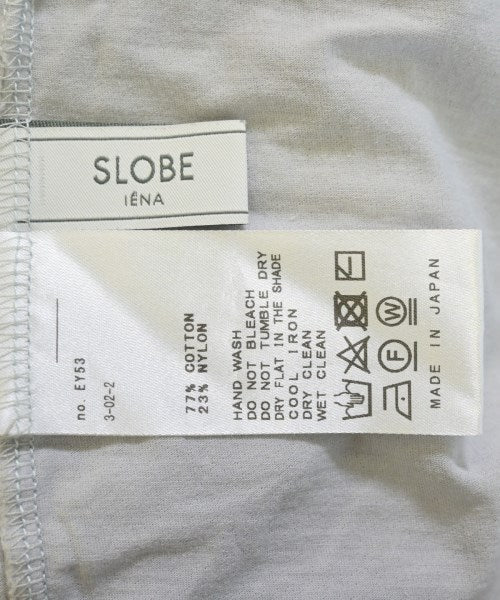 SLOBE
IÉNA
no. EY53
3-02-2
77% COTTON
23% NYLON
HAND WASH
DO NOT BLEACH
DO NOT TUMBLE DRY
DRY FLAT IN THE SHADE
COOL IRON
DRY CLEAN
WET CLEAN
F
W
MADE IN JAPAN